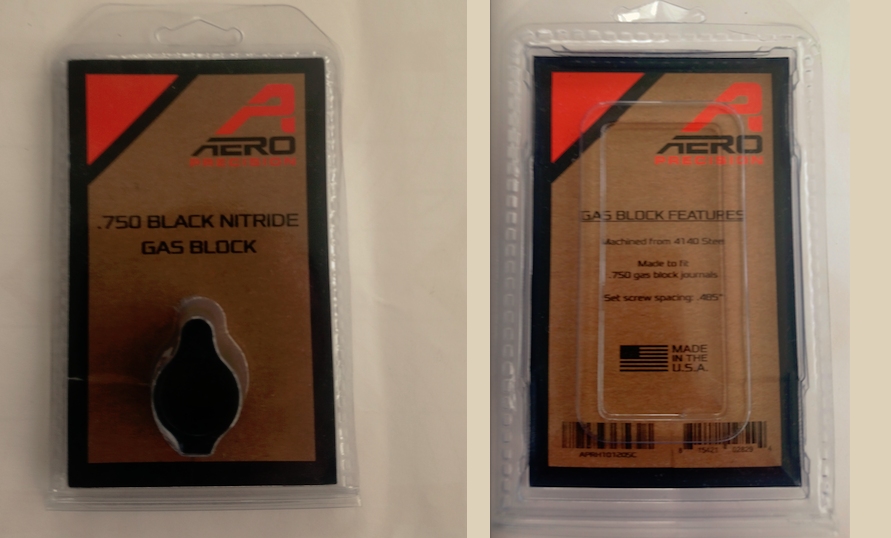 AERO
PRECISION
.750 BLACK NITRIDE
GAS BLOCK
AERO
PRECISION
GAS BLOCK FEATURES
Machined from 4140 Steel
Made to fit
.750 gas block journals
Set screw spacing: .485"
MADE
IN THE
U.S.A.